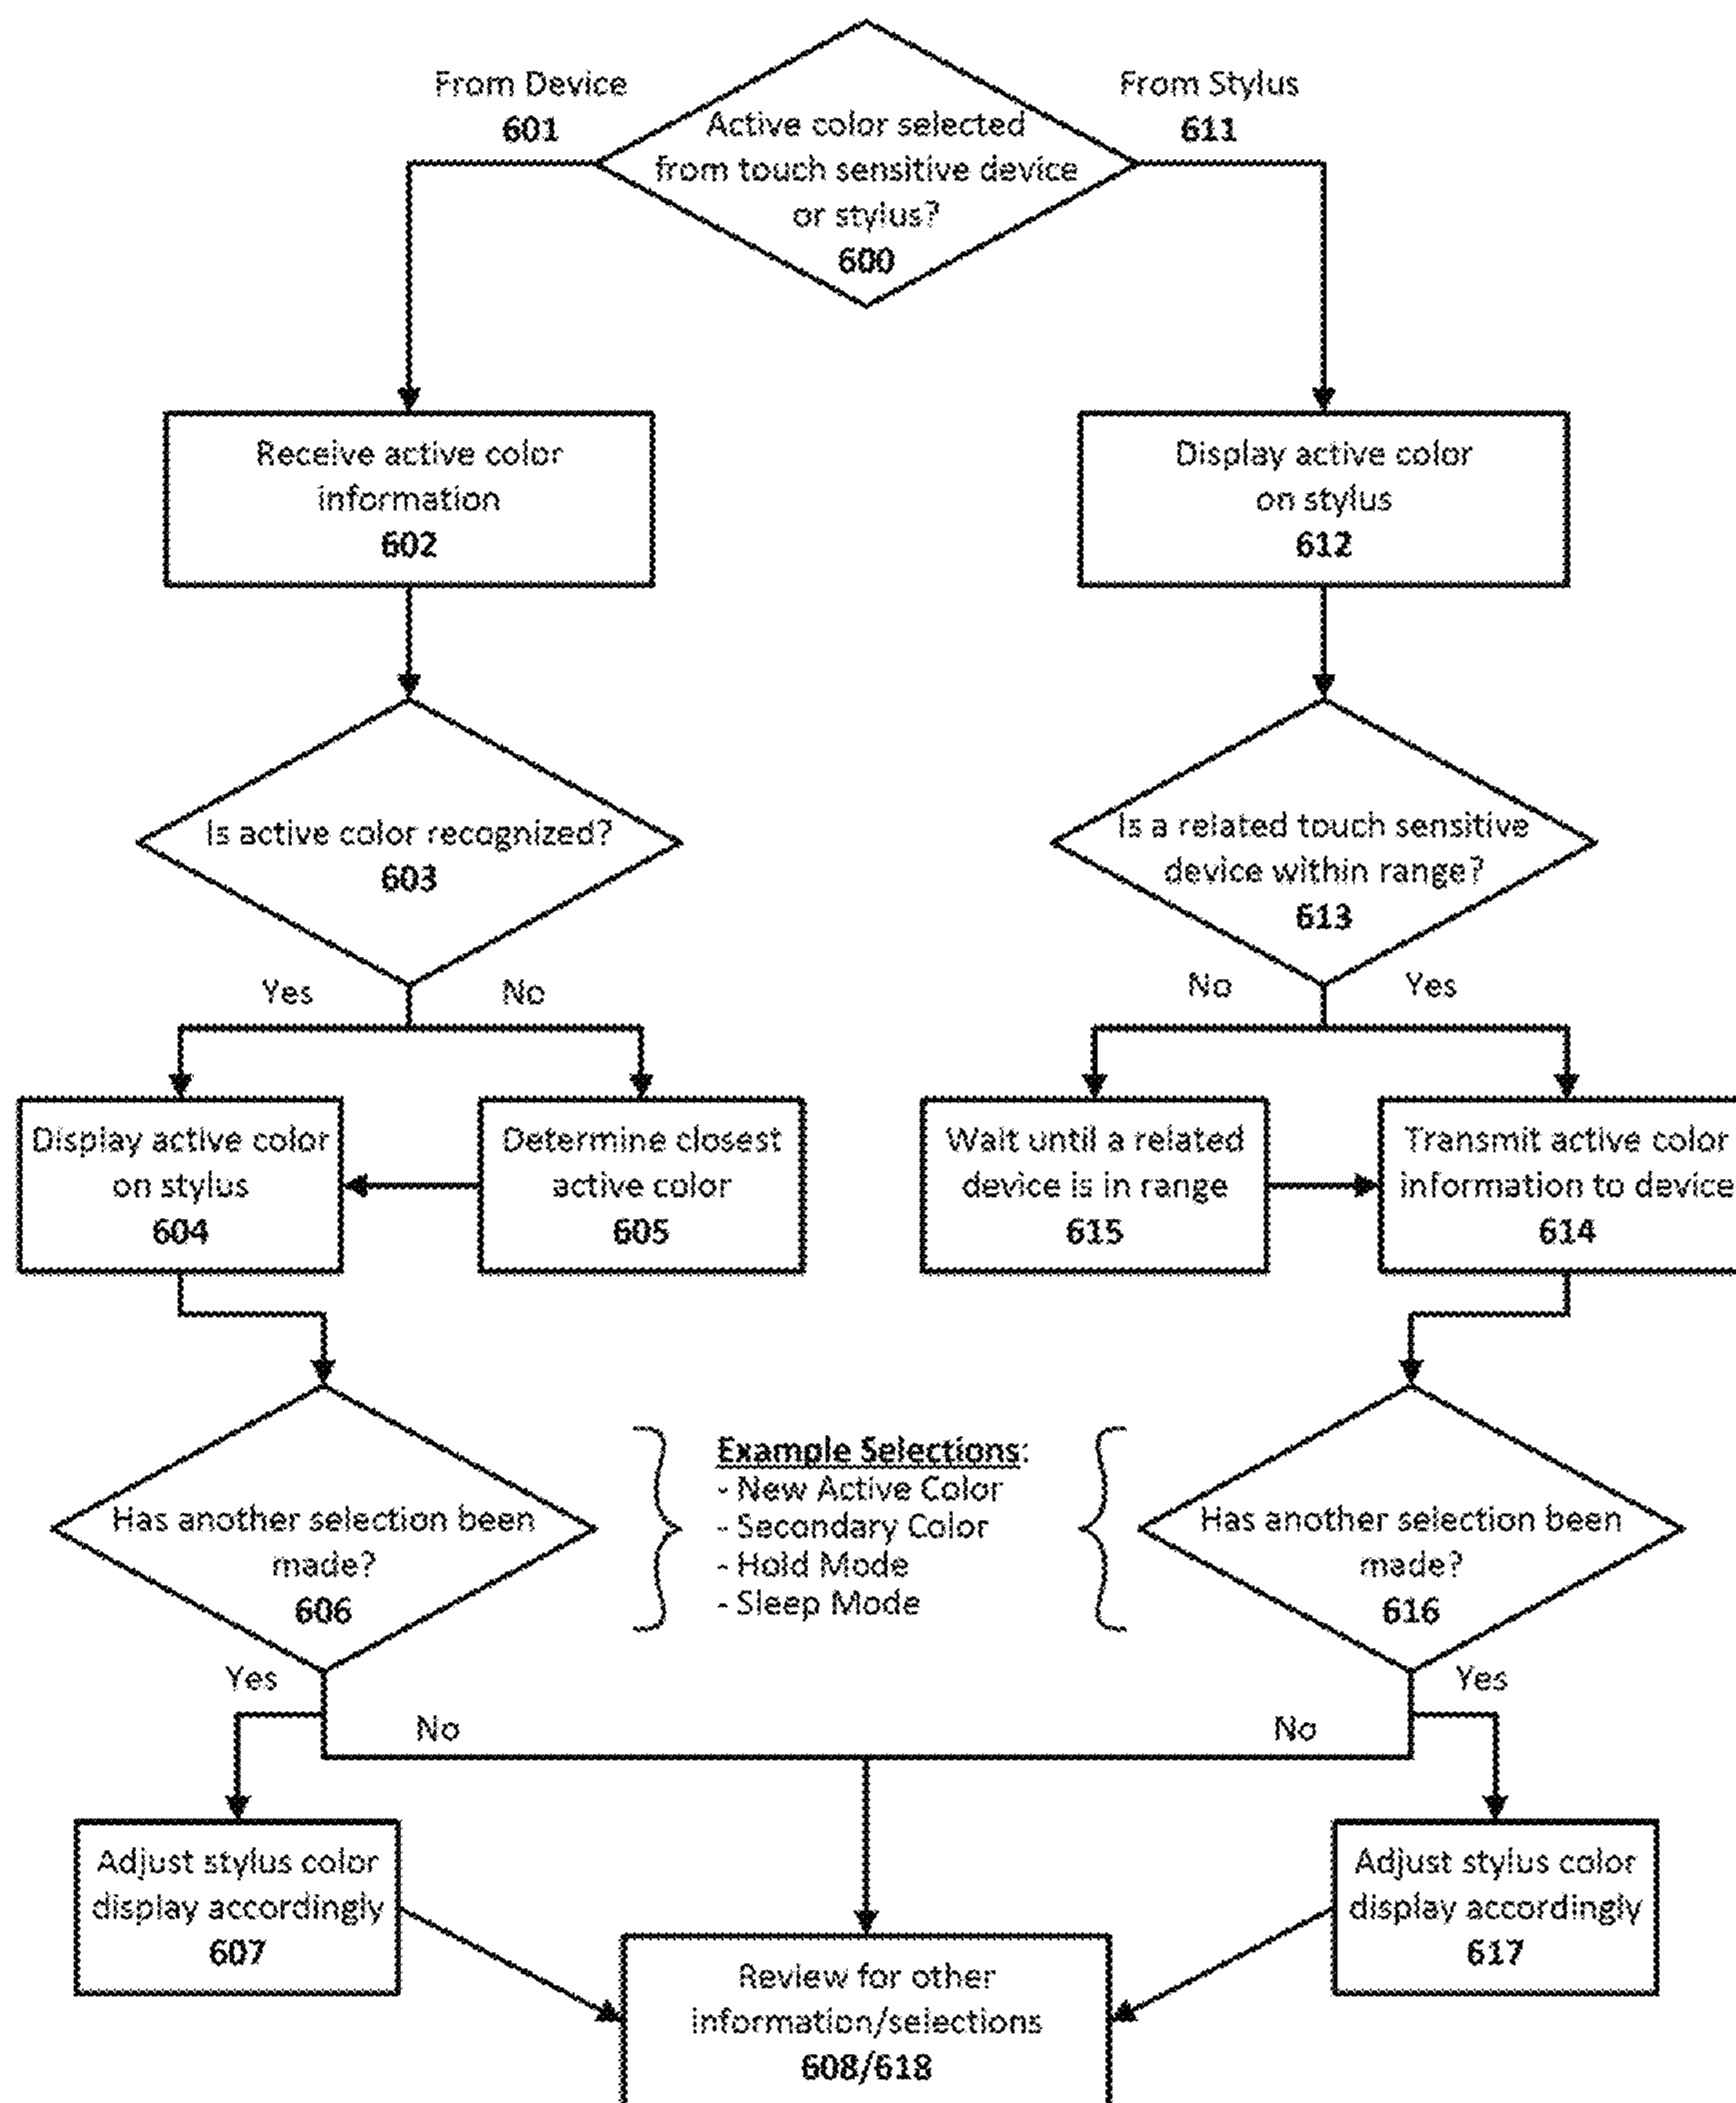 From Device
601
From Stylus
611
Active color selected
from touch sensitive device
or stylus?
600
Receive active color
information
602
Display active color
on stylus
612
Is active color recognized?
603
Is a related touch sensitive
device within range?
613
Yes
No
No
Yes
Display active color
on stylus
604
Determine closest
active color
605
Wait until a related
device is in range
615
Transmit active color
information to device
614
Has another selection been
made?
606
Example Selections:
- New Active Color
- Secondary Color
- Hold Mode
- Sleep Mode
Has another selection been
made?
616
Yes
No
No
Yes
Adjust stylus color
display accordingly
607
Adjust stylus color
display accordingly
617
Review for other
information/selections
608/618